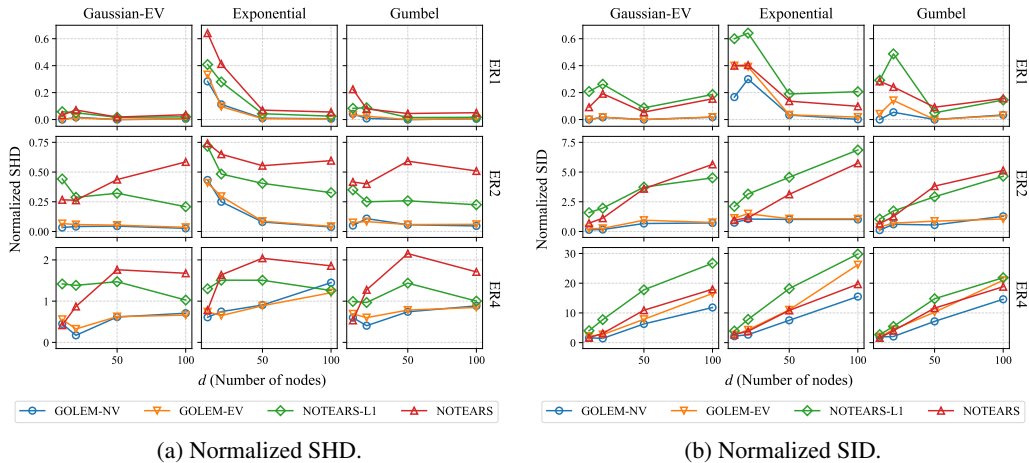 Gaussian-EV Exponential Gumbel
0.6
0.4
0.2
0.0
ER1
0.75
0.50
0.25
0.00
ER2
2
1
0
ER4
50 100 50 100 50 100
Normalized SHD
d (Number of nodes)
GOLEM-NV GOLEM-EV NOTEARS-L1 NOTEARS
(a) Normalized SHD.
Gaussian-EV Exponential Gumbel
0.6
0.4
0.2
0.0
ER1
7.5
5.0
2.5
0.0
ER2
30
20
10
0
ER4
50 100 50 100 50 100
Normalized SID
d (Number of nodes)
GOLEM-NV GOLEM-EV NOTEARS-L1 NOTEARS
(b) Normalized SID.